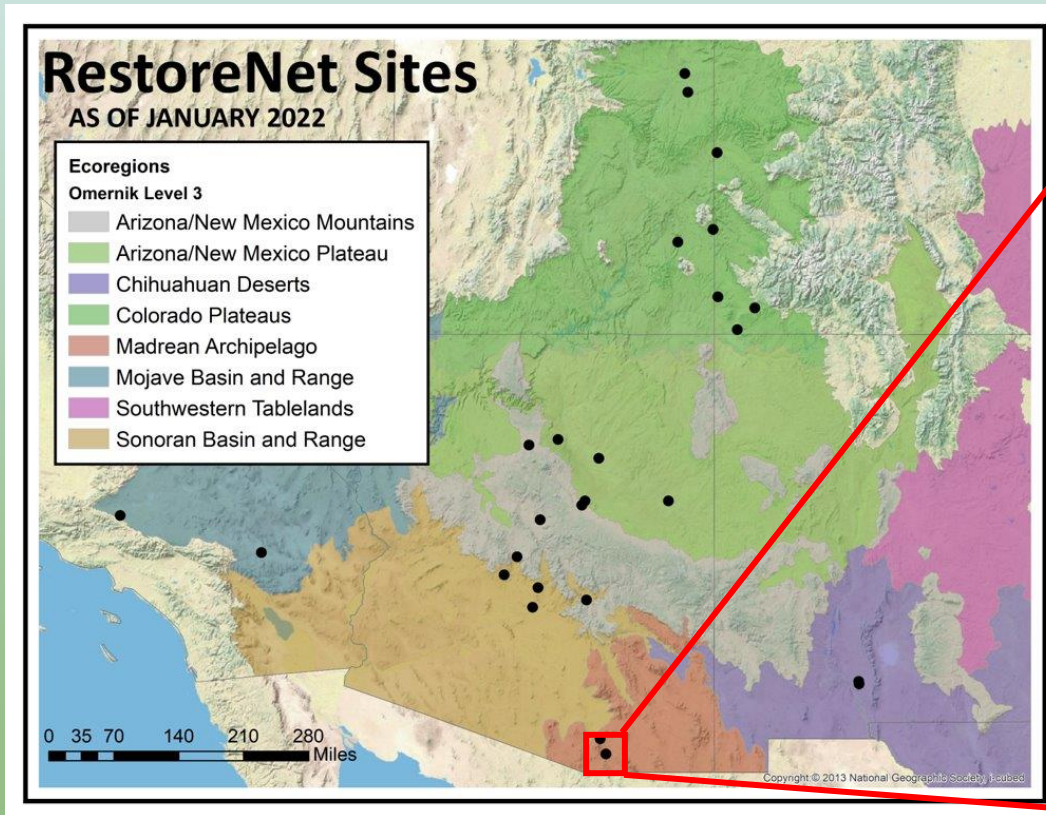 RestoreNet Sites
AS OF JANUARY 2022
Ecoregions
Omernik Level 3
Arizona/New Mexico Mountains
Arizona/New Mexico Plateau
Chihuahuan Deserts
Colorado Plateaus
Madrean Archipelago
Mojave Basin and Range
Southwestern Tablelands
Sonoran Basin and Range
0 35 70 140 210 280
Miles
Copyright © 2013 National Geographic Society, i-cubed